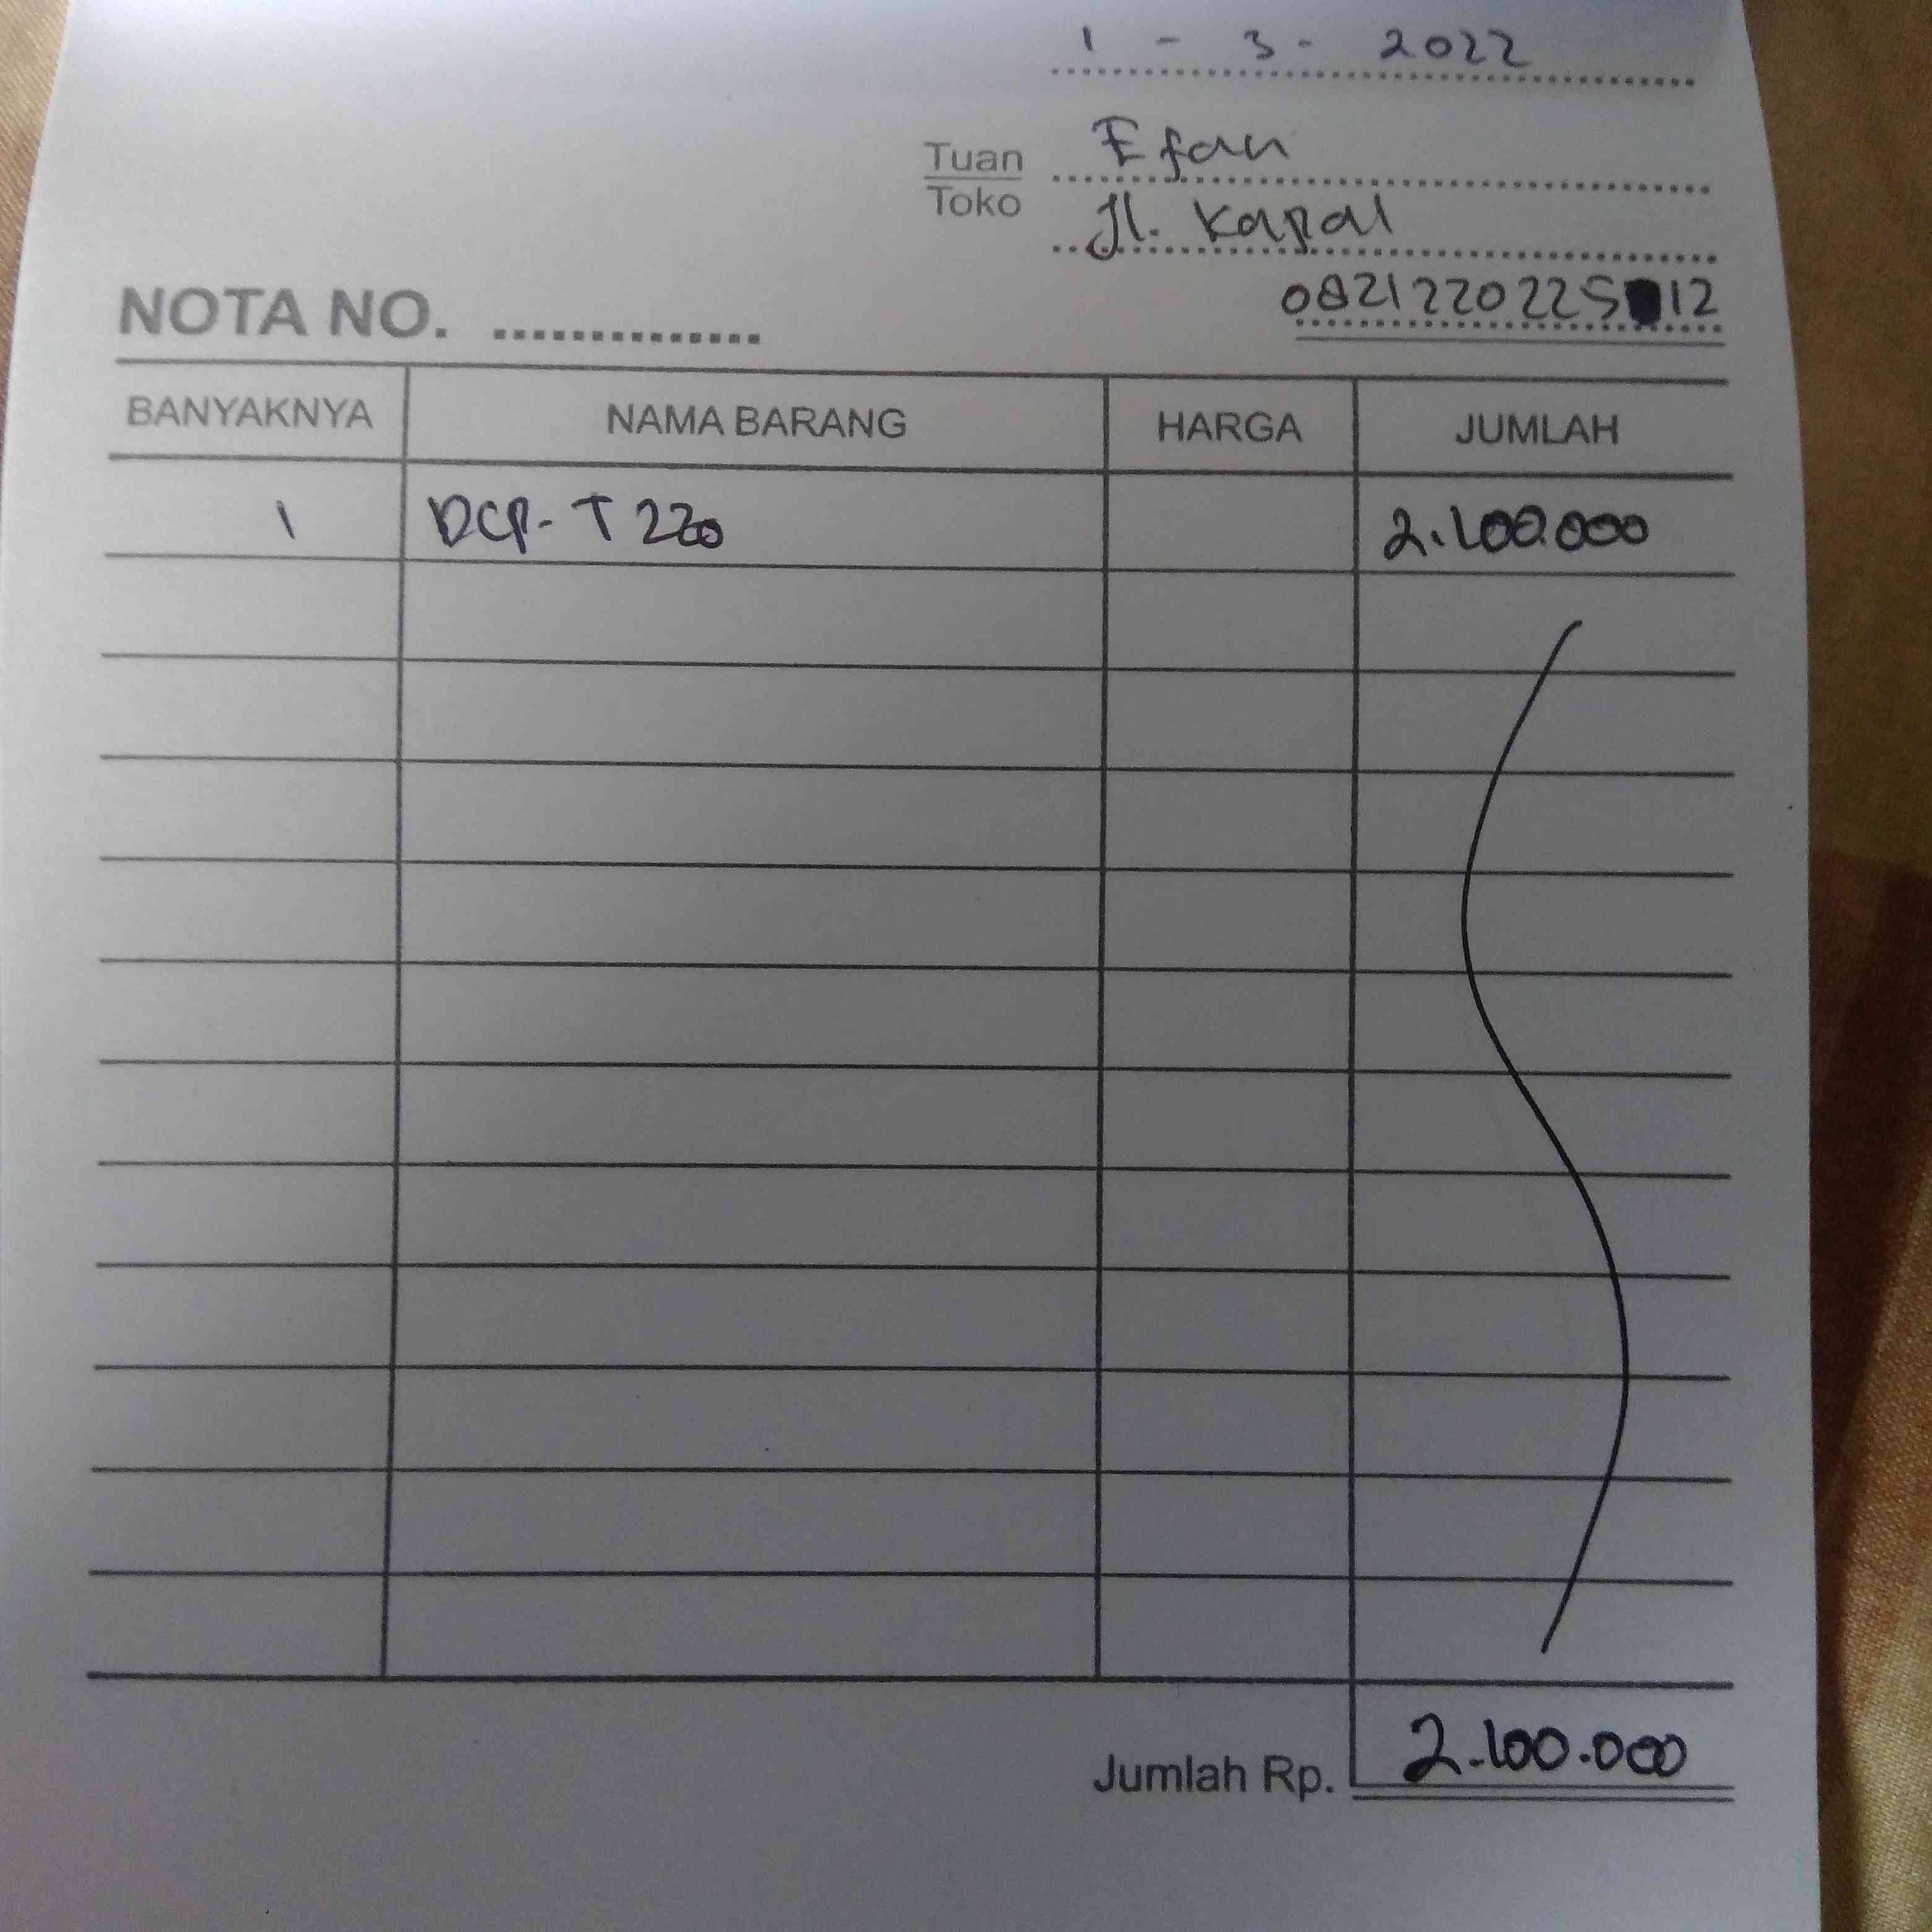 1 - 3 - 2022
Tuan Efan
Toko Jl. Kapal
NOTA NO. ..............
BANYAKNYA NAMA BARANG HARGA JUMLAH
1 DCP-T220 2.100.000
Jumlah Rp. 2.100.000